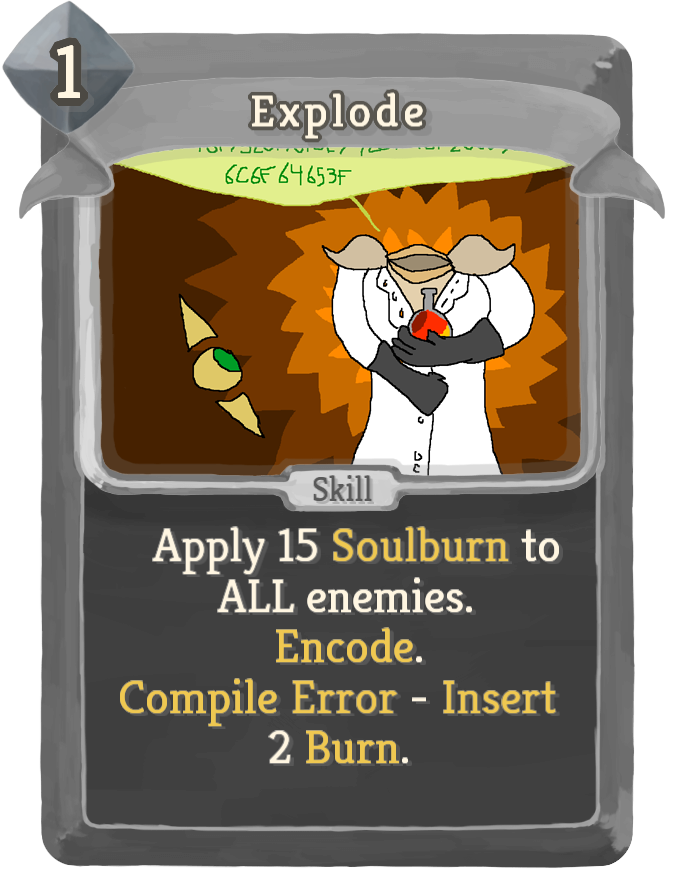 1
Explode
6C6F64653F
Skill
Apply 15 Soulburn to
ALL enemies.
Encode.
Compile Error - Insert
2 Burn.